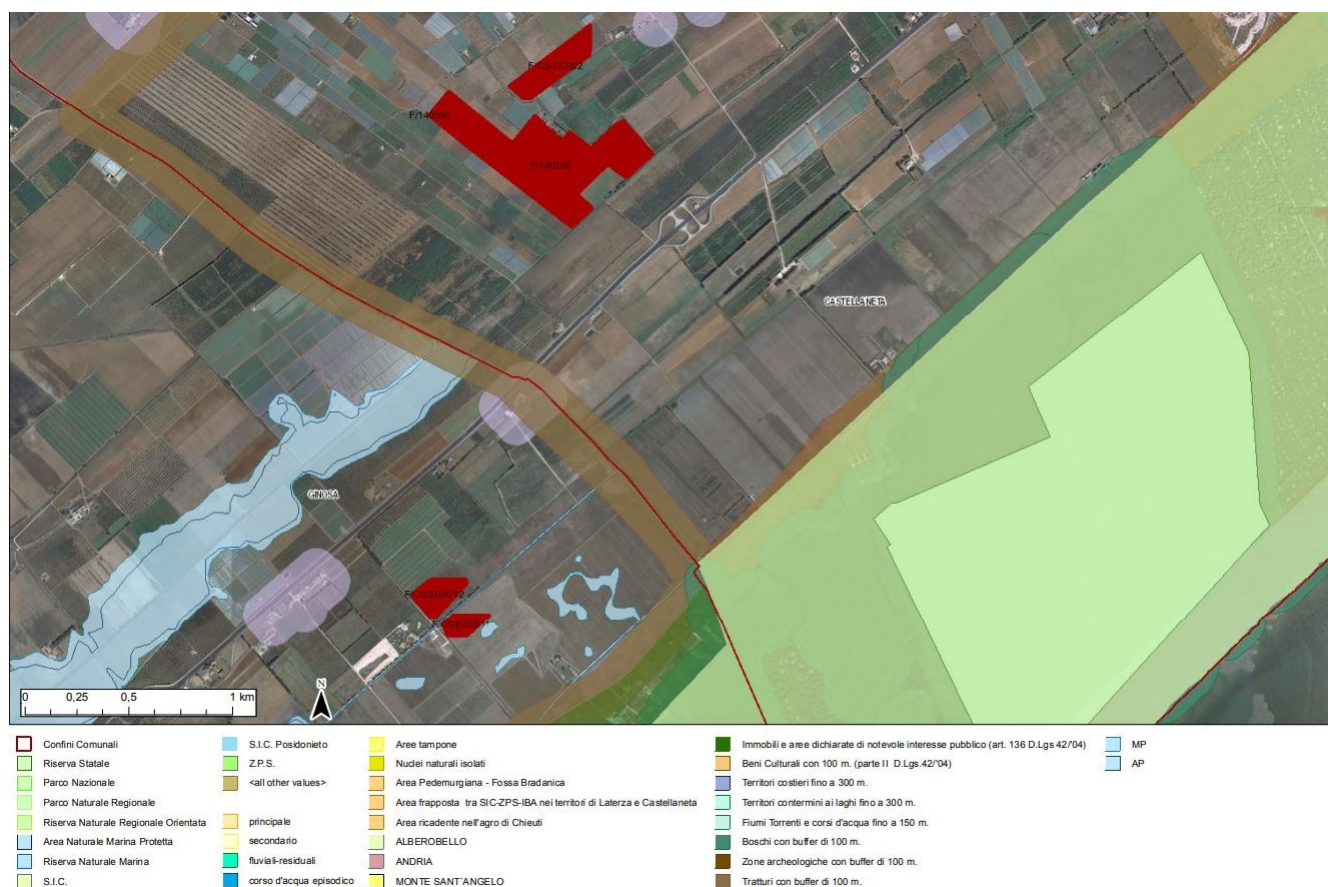 F/140308
F/140308
CASTELLANETA
GINOSA
N
0 0,25 0,5 1 km
Confini Comunali
Riserva Statale
Parco Nazionale
Parco Naturale Regionale
Riserva Naturale Regionale Orientata
Area Naturale Marina Protetta
Riserva Naturale Marina
S.I.C.
S.I.C. Posidonieto
Z.P.S.
<all other values>
principale
secondario
fluviali-residuali
corso d'acqua episodico
Aree tampone
Nuclei naturali isolati
Area Pedemurgiana - Fossa Bradanica
Area frapposta tra SIC-ZPS-IBA nei territori di Laterza e Castellaneta
Area ricadente nell'agro di Chieuti
ALBEROBELLO
ANDRIA
MONTE SANT'ANGELO
Immobili e aree dichiarate di notevole interesse pubblico (art. 136 D.Lgs 42/'04)
Beni Culturali con 100 m. (parte II D.Lgs.42/'04)
Territori costieri fino a 300 m.
Territori contermini ai laghi fino a 300 m.
Fiumi Torrenti e corsi d'acqua fino a 150 m.
Boschi con buffer di 100 m.
Zone archeologiche con buffer di 100 m.
Tratturi con buffer di 100 m.
MP
AP